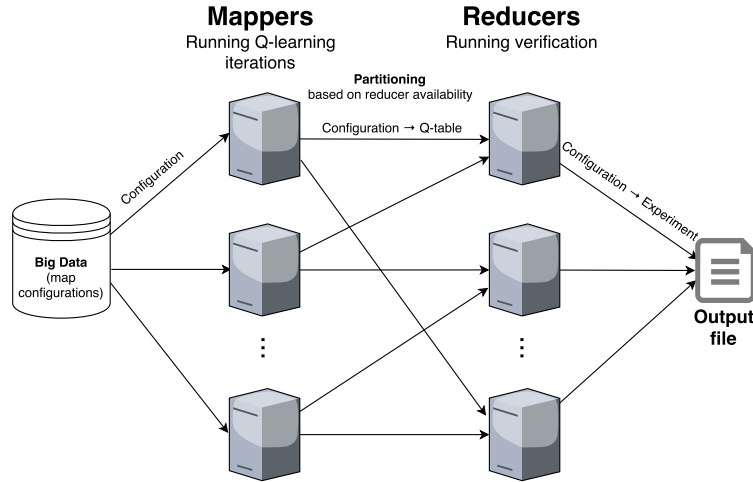 Mappers
Running Q-learning
iterations
Reducers
Running verification
Partitioning
based on reducer availability
Configuration → Q-table
Configuration
Configuration → Experiment
Big Data
(map
configurations)
⋮
⋮
Output
file